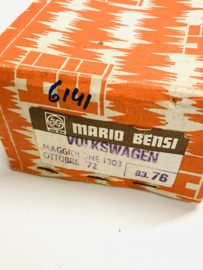 6141
MARIO BENSI
VOLKSWAGEN
MAGGIOLINE 1303
OTTOBRE '72
83.76